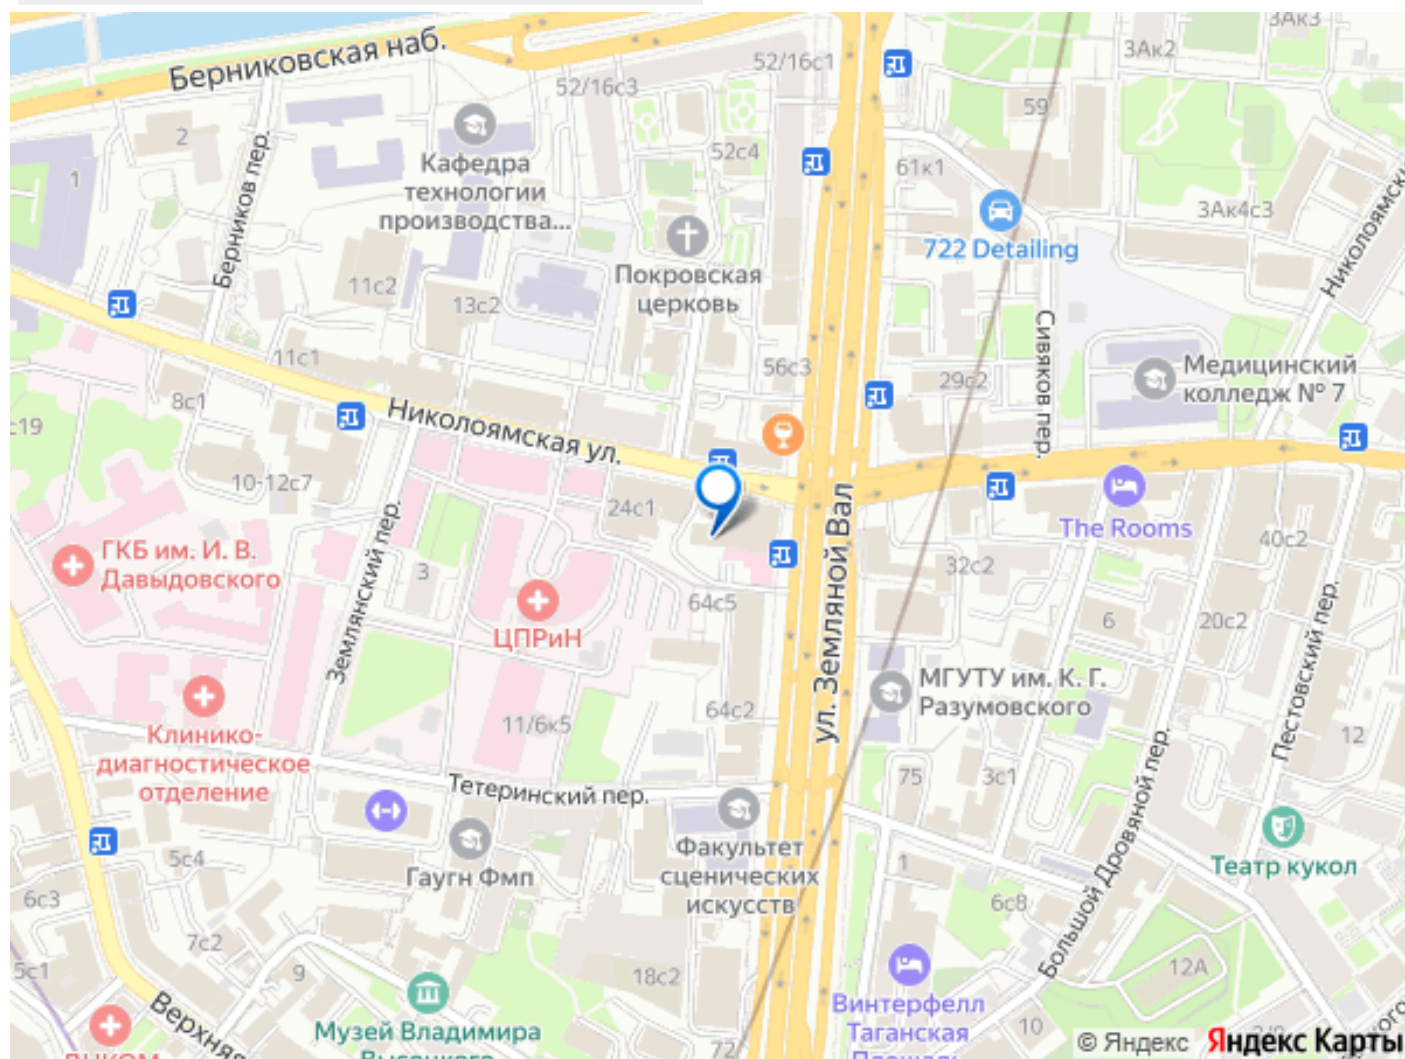 Берниковская наб.
52/16с1
52/16с3
3Ак3
3Ак2
59
2
1
Берников пер.
Кафедра
технологии
производства...
52с4
61к1
3Ак4с3
722 Detailing
Покровская
церковь
11с2
13с2
Сивяков пер.
11с1
56с3
29с2
Медицинский
колледж № 7
8с1
с19
Николоямская ул.
10-12с7
24с1
ул. Земляной Вал
The Rooms
40с2
ГКБ им. И. В.
Давыдовского
Землянский пер.
3
ЦПРиН
64с5
32с2
6
20с2
Пестовский пер.
МГУТУ им. К. Г.
Разумовского
64с2
11/6к5
12
Клинико-
диагностическое
отделение
Тетеринский пер.
75
3с1
Большой Дровяной пер.
Факультет
сценических
искусств
Гаугн Фмп
5с4
6с3
1
Театр кукол
6с8
7с2
9
5с1
18с2
12А
Верхняя
Музей Владимира
Высоцкого
Винтерфелл
Таганская
Площадь
10
72
© Яндекс Яндекс Карты